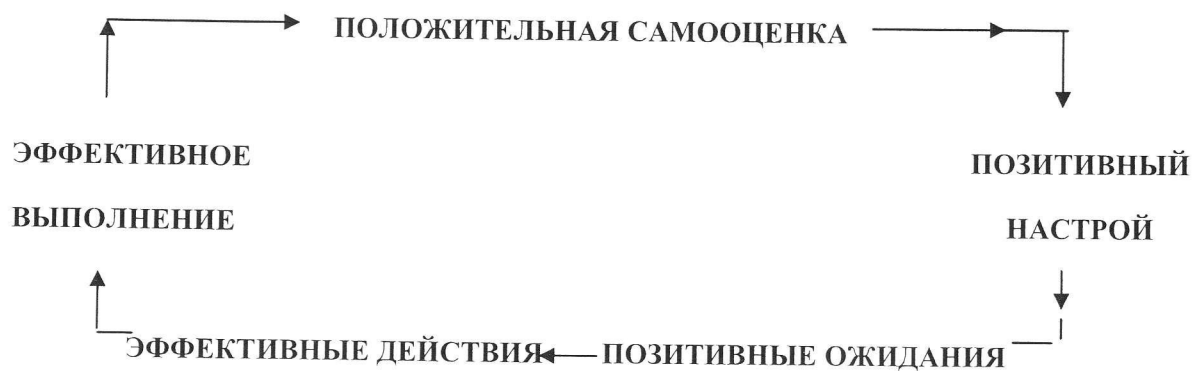 ПОЛОЖИТЕЛЬНАЯ САМООЦЕНКА
ЭФФЕКТИВНОЕ
ВЫПОЛНЕНИЕ
ПОЗИТИВНЫЙ
НАСТРОЙ
ЭФФЕКТИВНЫЕ ДЕЙСТВИЯ
ПОЗИТИВНЫЕ ОЖИДАНИЯ